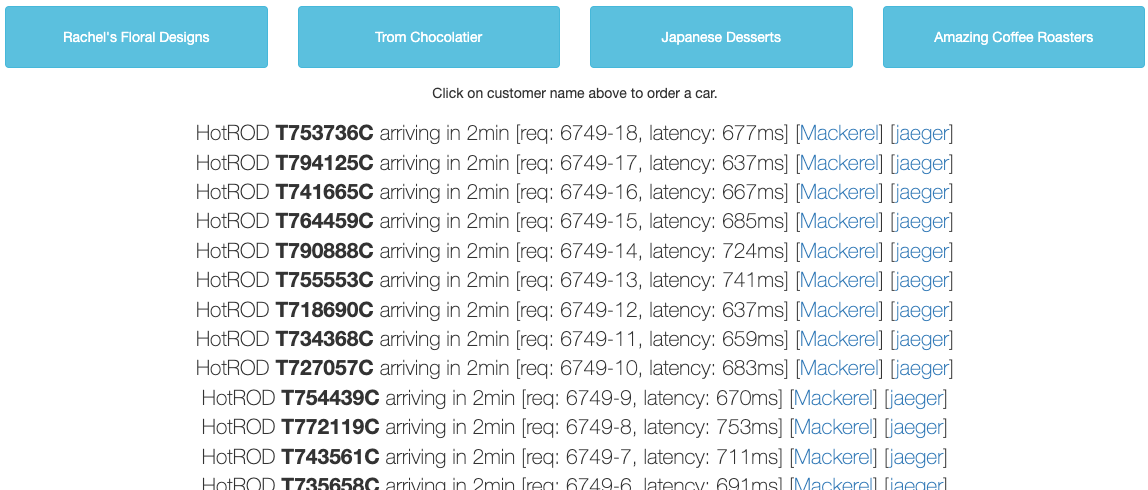 Rachel's Floral Designs
Trom Chocolatier
Japanese Desserts
Amazing Coffee Roasters
Click on customer name above to order a car.
HotROD T753736C arriving in 2min [req: 6749-18, latency: 677ms] [Mackerel] [jaeger]
HotROD T794125C arriving in 2min [req: 6749-17, latency: 637ms] [Mackerel] [jaeger]
HotROD T741665C arriving in 2min [req: 6749-16, latency: 667ms] [Mackerel] [jaeger]
HotROD T764459C arriving in 2min [req: 6749-15, latency: 685ms] [Mackerel] [jaeger]
HotROD T790888C arriving in 2min [req: 6749-14, latency: 724ms] [Mackerel] [jaeger]
HotROD T755553C arriving in 2min [req: 6749-13, latency: 741ms] [Mackerel] [jaeger]
HotROD T718690C arriving in 2min [req: 6749-12, latency: 637ms] [Mackerel] [jaeger]
HotROD T734368C arriving in 2min [req: 6749-11, latency: 659ms] [Mackerel] [jaeger]
HotROD T727057C arriving in 2min [req: 6749-10, latency: 683ms] [Mackerel] [jaeger]
HotROD T754439C arriving in 2min [req: 6749-9, latency: 670ms] [Mackerel] [jaeger]
HotROD T772119C arriving in 2min [req: 6749-8, latency: 753ms] [Mackerel] [jaeger]
HotROD T743561C arriving in 2min [req: 6749-7, latency: 711ms] [Mackerel] [jaeger]
HotROD T735658C arriving in 2min [req: 6749-6, latency: 691ms] [Mackerel] [jaeger]